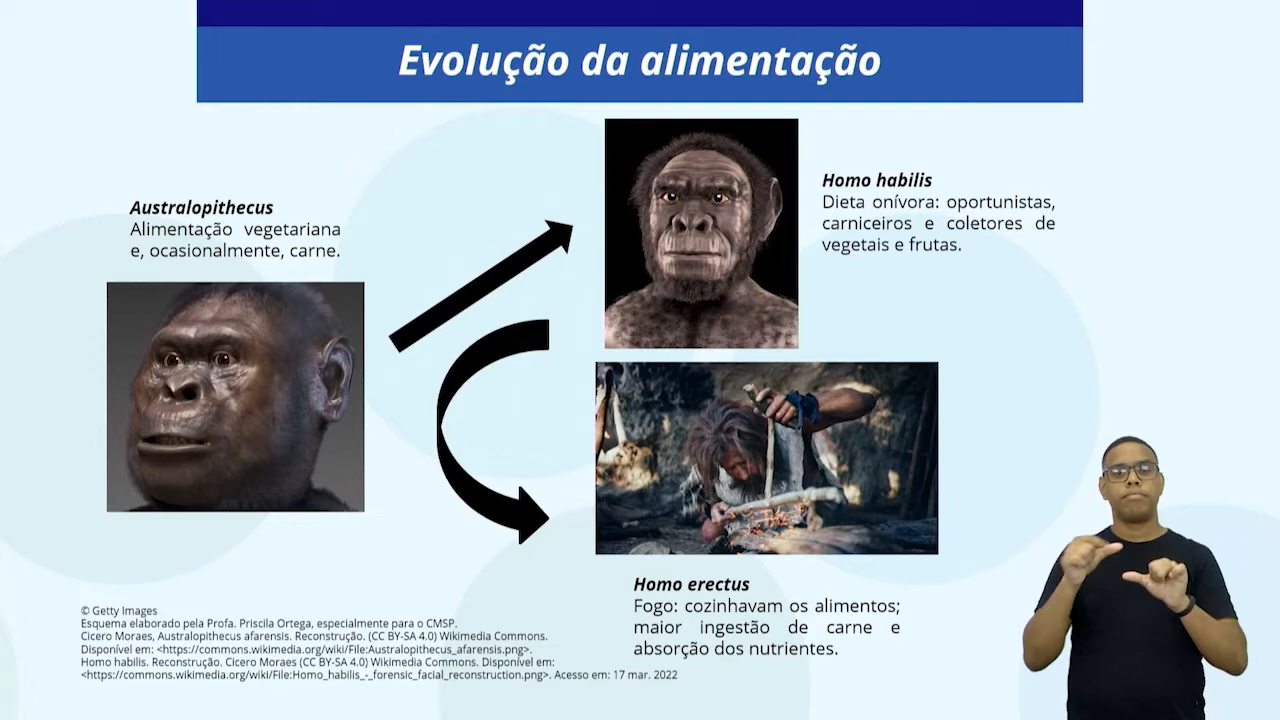 Evolução da alimentação
Australopithecus
Alimentação vegetariana
e, ocasionalmente, carne.
Homo habilis
Dieta onívora: oportunistas,
carniceiros e coletores de
vegetais e frutas.
Homo erectus
Fogo: cozinhavam os alimentos;
maior ingestão de carne e
absorção dos nutrientes.
© Getty Images
Esquema elaborado pela Profa. Priscila Ortega, especialmente para o CMSP.
Cicero Moraes, Australopithecus afarensis. Reconstrução. (CC BY-SA 4.0) Wikimedia Commons.
Disponível em: <https://commons.wikimedia.org/wiki/File:Australopithecus_afarensis.png>.
Homo habilis. Reconstrução. Cicero Moraes (CC BY-SA 4.0) Wikimedia Commons. Disponível em:
<https://commons.wikimedia.org/wiki/File:Homo_habilis_-_forensic_facial_reconstruction.png>. Acesso em: 17 mar. 2022